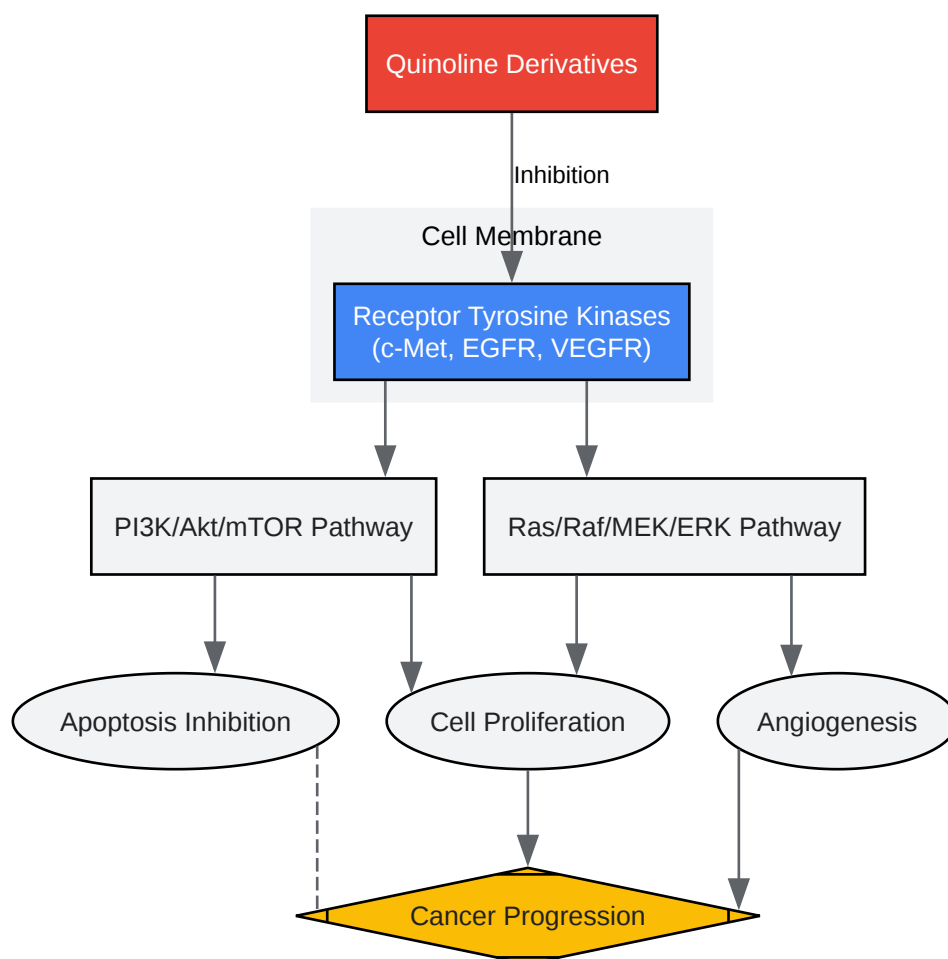 Quinoline Derivatives
Inhibition
Cell Membrane
Receptor Tyrosine Kinases
(c-Met, EGFR, VEGFR)
PI3K/Akt/mTOR Pathway
Ras/Raf/MEK/ERK Pathway
Apoptosis Inhibition
Cell Proliferation
Angiogenesis
Cancer Progression